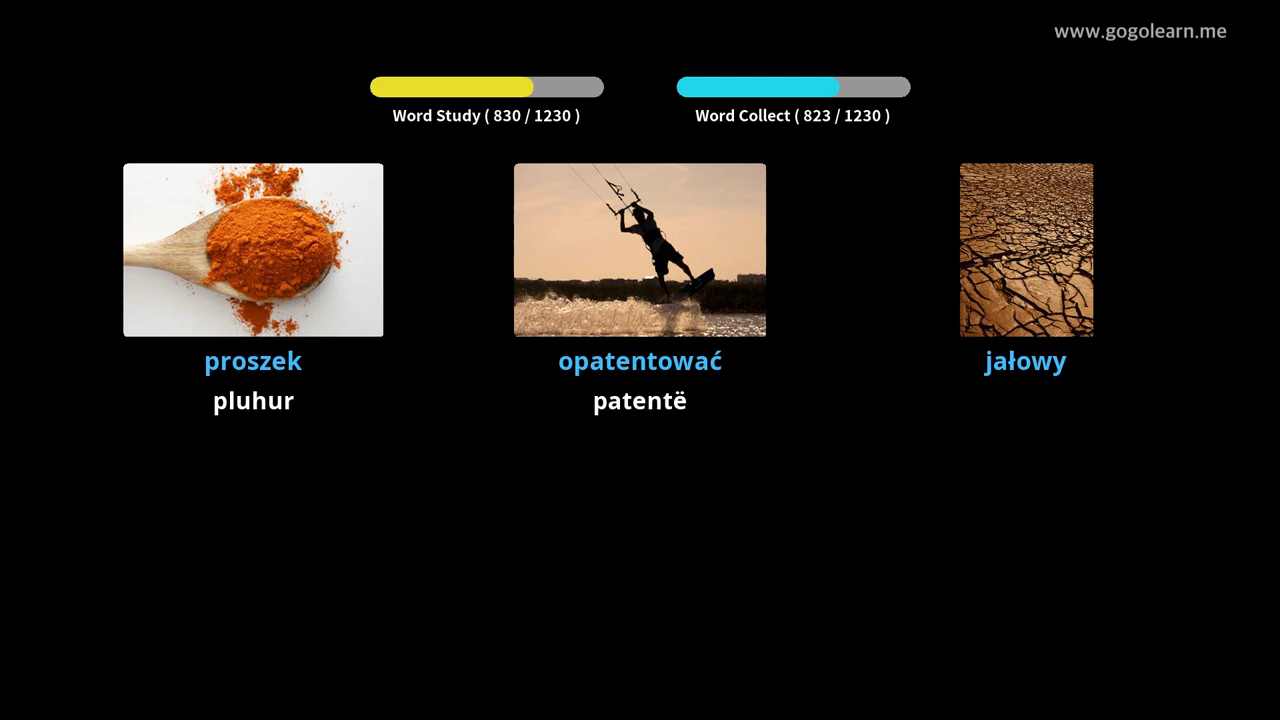 www.gogolearn.me
Word Study ( 830 / 1230 )
Word Collect ( 823 / 1230 )
proszek
opatentować
jałowy
pluhur
patentë